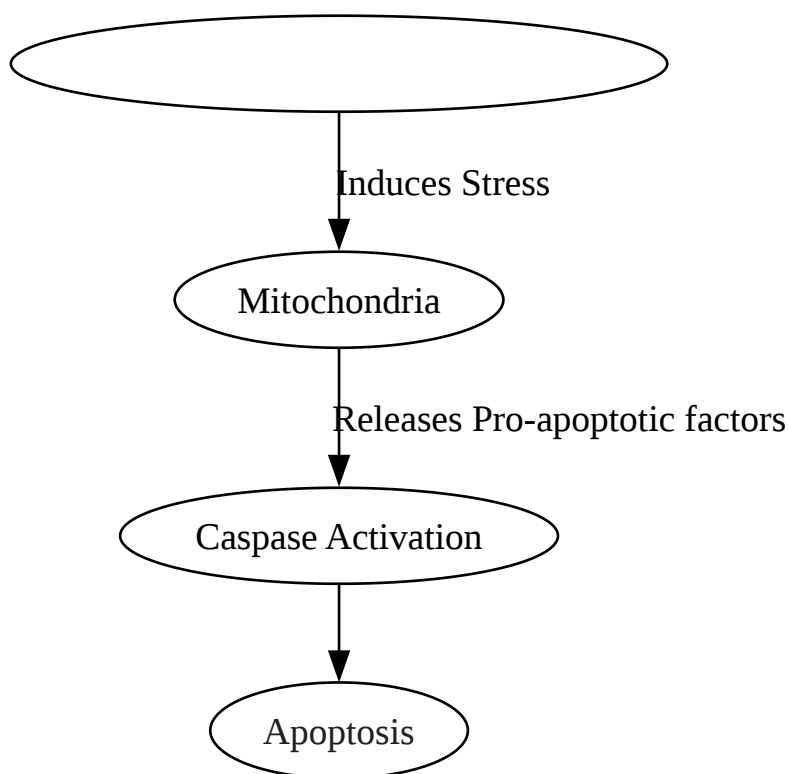 Induces Stress
Mitochondria
Releases Pro-apoptotic factors
Caspase Activation
Apoptosis